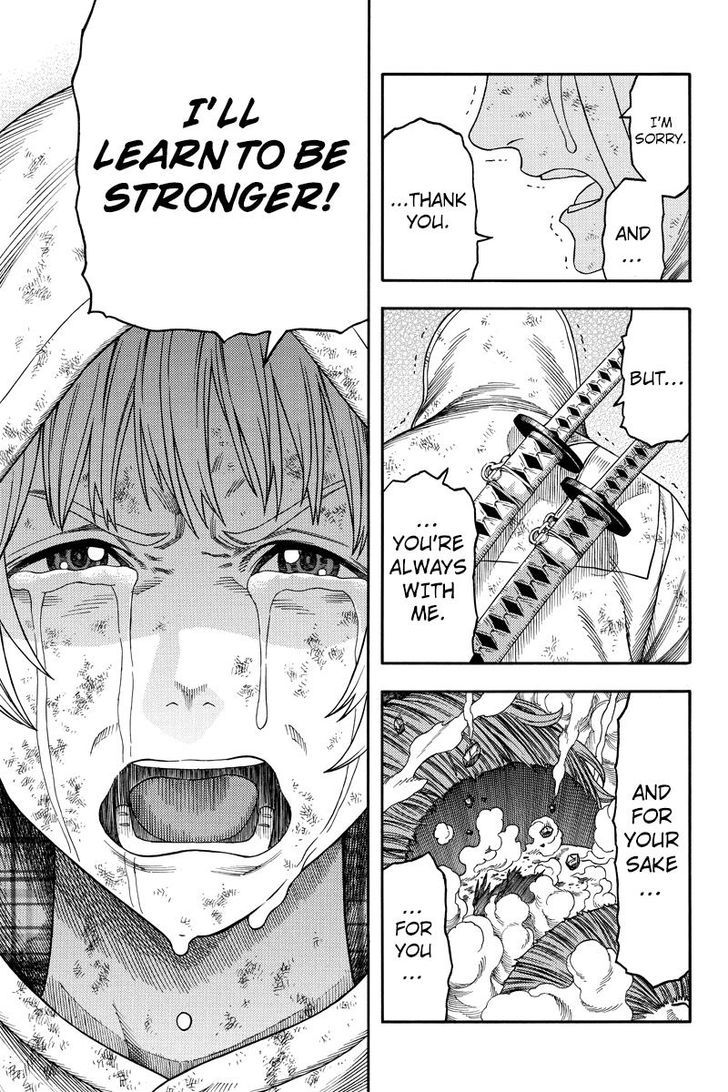 I'M
SORRY.
AND
...
...THANK
YOU.
BUT...
...
YOU'RE
ALWAYS
WITH
ME.
AND
FOR
YOUR
SAKE
...
...
FOR
YOU
...
I'LL
LEARN TO BE
STRONGER!